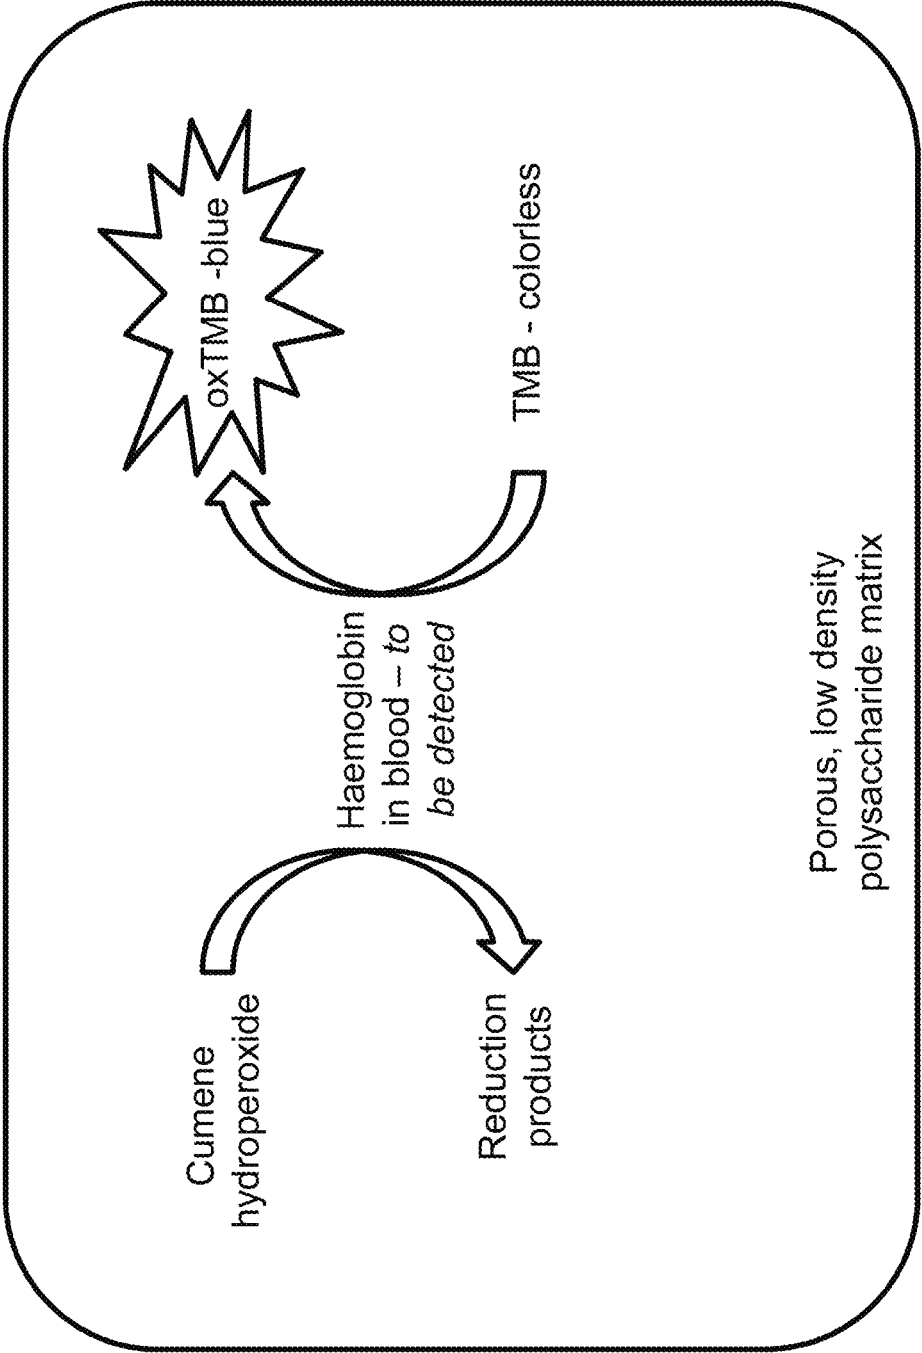 Cumene
hydroperoxide
Reduction
products
Haemoglobin
in blood – to
be detected
oxTMB -blue
TMB - colorless
Porous, low density
polysaccharide matrix